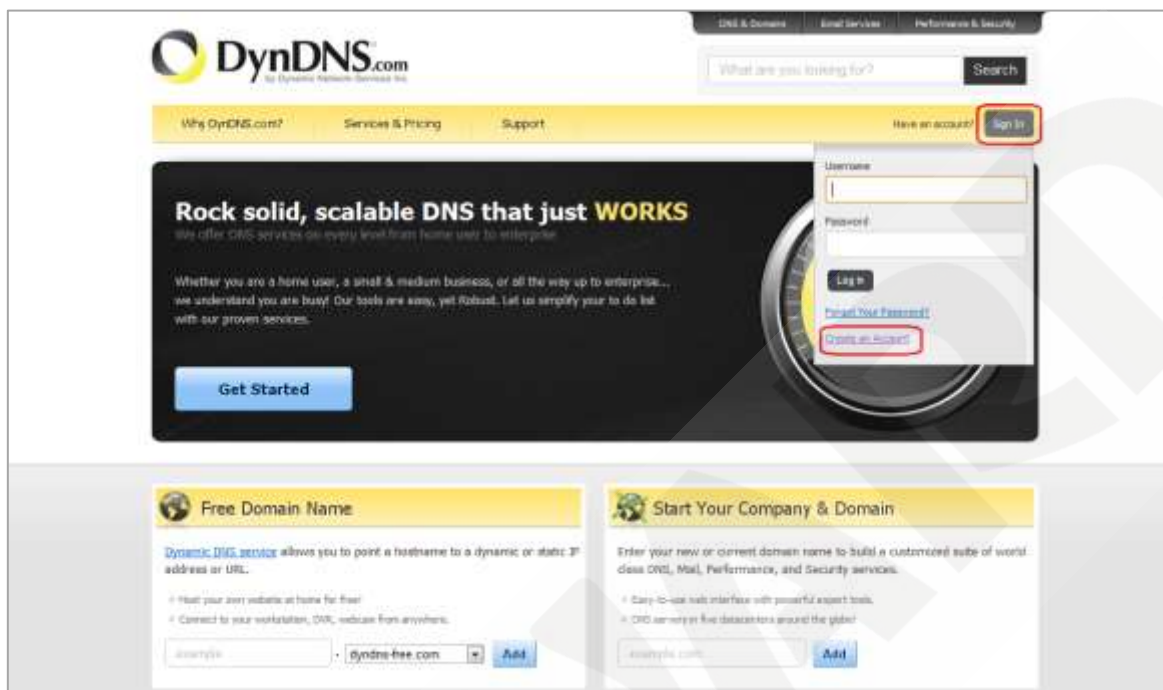 DNS & Domains Email Services Performance & Security
DynDNS.com
by Dynamic Network Services Inc.
What are you looking for? Search
Why DynDNS.com? Services & Pricing Support Have an account? Sign In
Username
Password
Log in
Forgot Your Password?
Create an Account
Rock solid, scalable DNS that just WORKS
We offer DNS services on every level from home user to enterprise
Whether you are a home user, a small & medium business, or all the way up to enterprise...
we understand you are busy! Our tools are easy, yet Robust. Let us simplify your to do list
with our proven services.
Get Started
Free Domain Name
Dynamic DNS service allows you to point a hostname to a dynamic or static IP
address or URL.
Host your own website at home for free!
Connect to your workstation, DVR, webcam from anywhere.
example . dyndns-free.com Add
Start Your Company & Domain
Enter your new or current domain name to build a customized suite of world
class DNS, Mail, Performance, and Security services.
Easy-to-use web interface with powerful expert tools.
DNS servers in five datacenters around the globe!
example.com Add